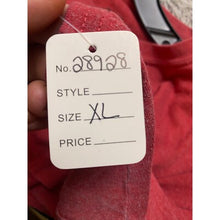 No. 28928
STYLE
SIZE XL
PRICE